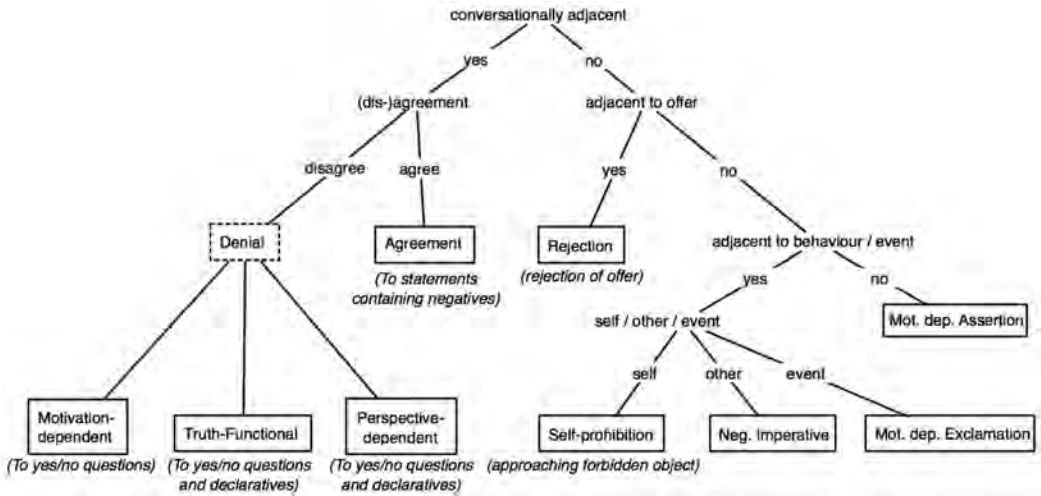 conversationally adjacent
yes
no
(dis-)agreement
adjacent to offer
disagree
agree
yes
no
Denial
Agreement
Rejection
adjacent to behaviour / event
(To statements
containing negatives)
(rejection of offer)
yes
no
self / other / event
Mot. dep. Assertion
self
other
event
Motivation-
dependent
Truth-Functional
Perspective-
dependent
Self-prohibition
Neg. Imperative
Mot. dep. Exclamation
(To yes/no questions)
(To yes/no questions
and declaratives)
(To yes/no questions
and declaratives)
(approaching forbidden object)